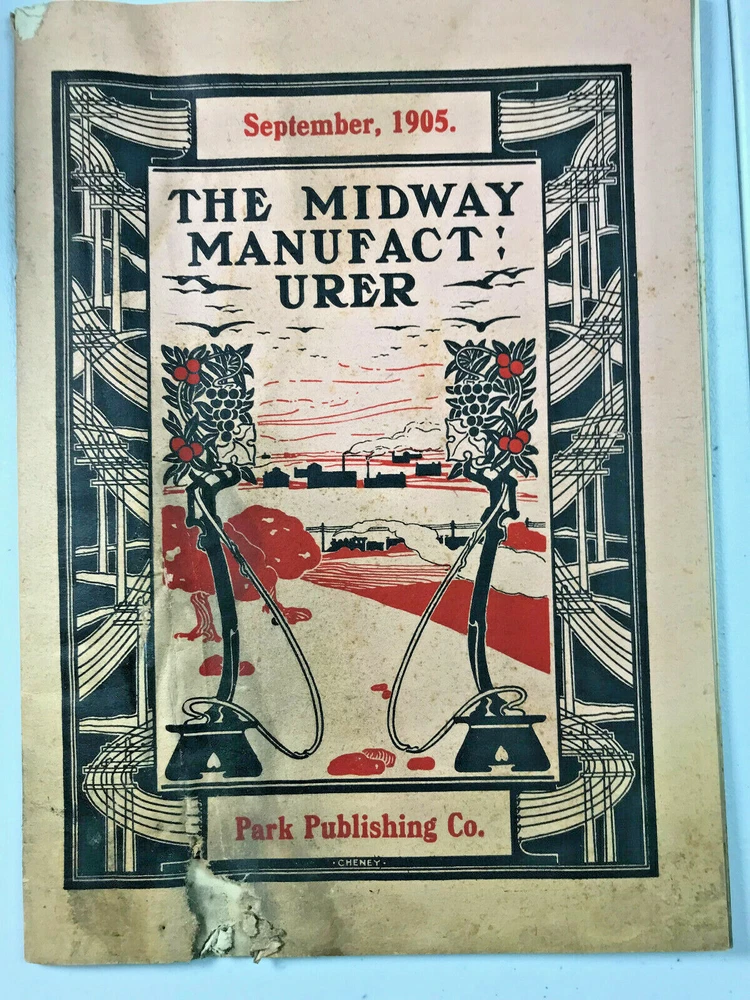 September, 1905.
THE MIDWAY
MANUFACT:
URER
Park Publishing Co.
·CHENEY·